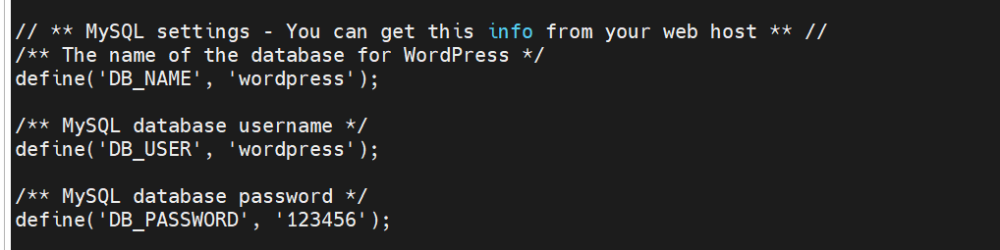 // ** MySQL settings - You can get this info from your web host ** //
/** The name of the database for WordPress */
define('DB_NAME', 'wordpress');
/** MySQL database username */
define('DB_USER', 'wordpress');
/** MySQL database password */
define('DB_PASSWORD', '123456');